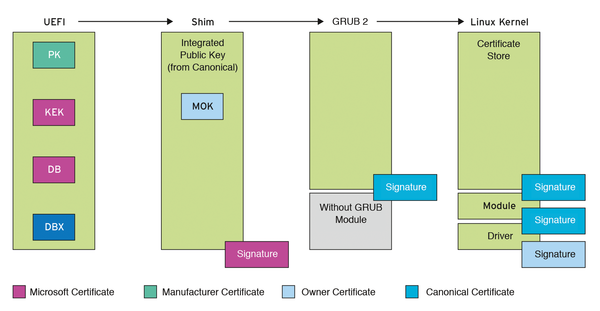 UEFI
Shim
GRUB 2
Linux Kernel
PK
KEK
DB
DBX
Integrated
Public Key
(from Canonical)
MOK
Signature
Signature
Without GRUB
Module
Certificate
Store
Signature
Module
Signature
Driver
Signature
Microsoft Certificate
Manufacturer Certificate
Owner Certificate
Canonical Certificate